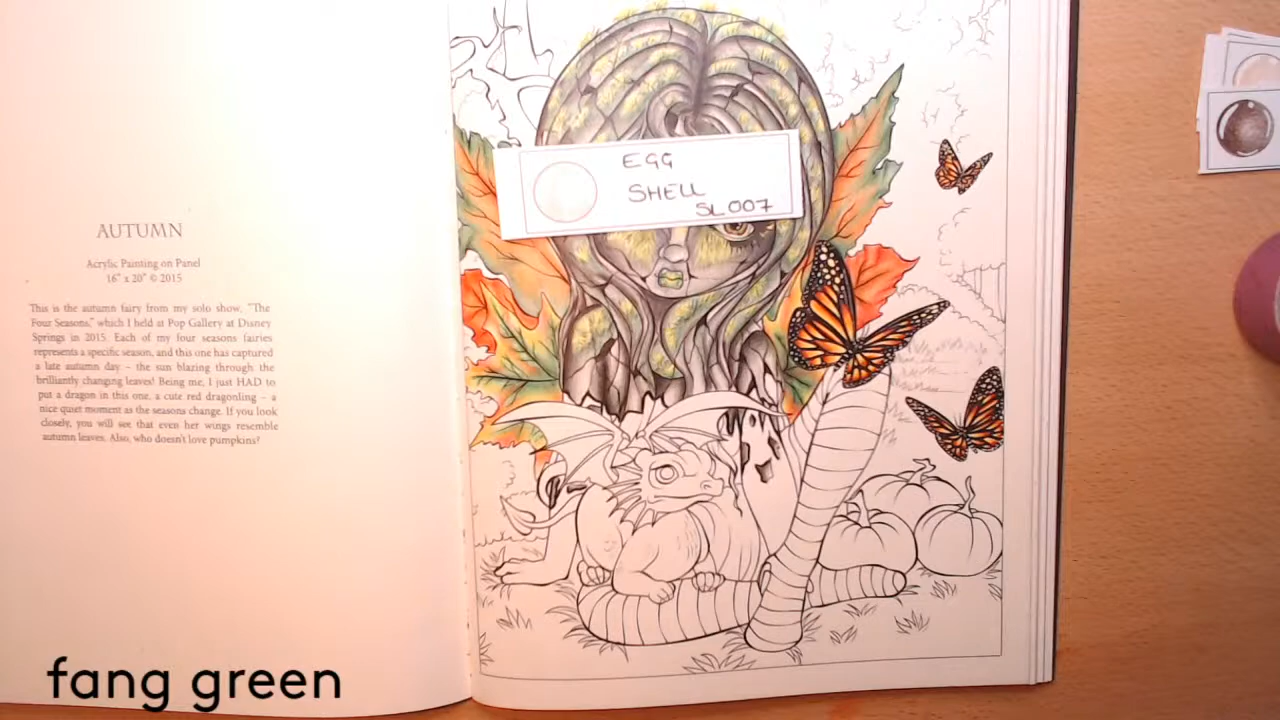 AUTUMN
Acrylic Painting on Panel
16" x 20" © 2015
This is the autumn fairy from my solo show, "The
Four Seasons," which I held at Pop Gallery at Disney
Springs in 2015. Each of my four seasons fairies
represents a specific season, and this one has captured
a late autumn day – the sun blazing through the
brilliantly changing leaves! Being me, I just HAD to
put a dragon in this one, a cute red dragonling – a
nice quiet moment as the seasons change. If you look
closely, you will see that even her wings resemble
autumn leaves. Also, who doesn't love pumpkins?
EGG
SHELL
SL007
fang green